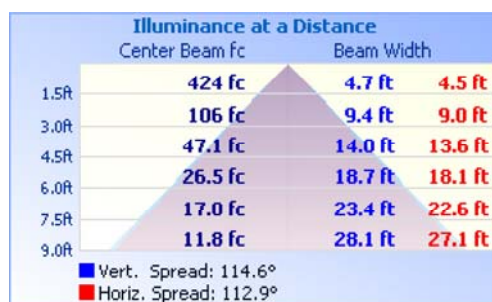 Illuminance at a Distance
Center Beam fc Beam Width
1.5ft 424 fc 4.7 ft 4.5 ft
3.0ft 106 fc 9.4 ft 9.0 ft
4.5ft 47.1 fc 14.0 ft 13.6 ft
6.0ft 26.5 fc 18.7 ft 18.1 ft
7.5ft 17.0 fc 23.4 ft 22.6 ft
9.0ft 11.8 fc 28.1 ft 27.1 ft
Vert. Spread: 114.6°
Horiz. Spread: 112.9°